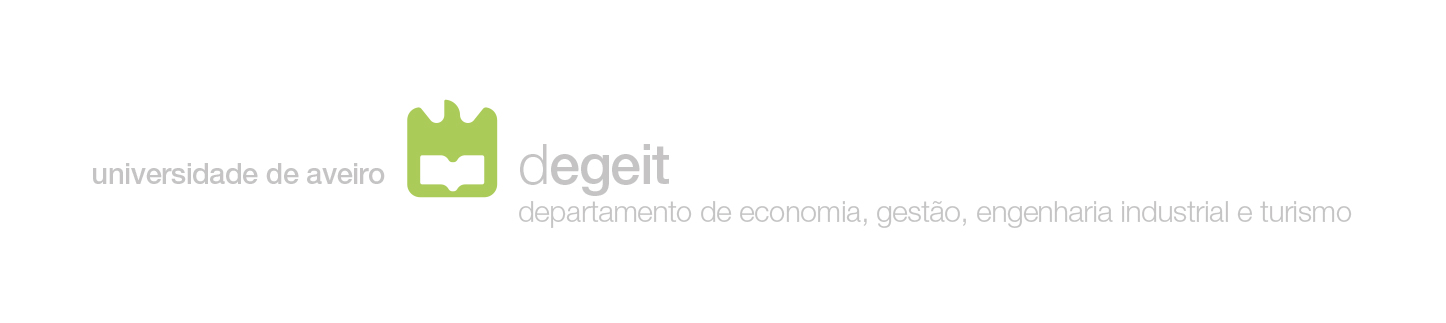 universidade de aveiro
degeit
departamento de economia, gestão, engenharia industrial e turismo